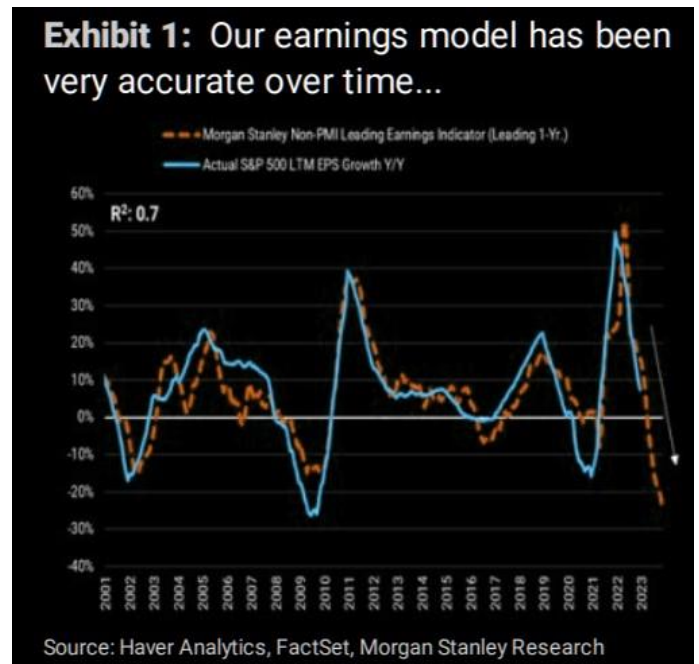 Exhibit 1: Our earnings model has been
very accurate over time...
Morgan Stanley Non-PMI Leading Earnings Indicator (Leading 1-Yr.)
Actual S&P 500 LTM EPS Growth Y/Y
60%
R²: 0.7
50%
40%
30%
20%
10%
0%
-10%
-20%
-30%
-40%
2001 2002 2003 2004 2005 2006 2007 2008 2009 2010 2011 2012 2013 2014 2015 2016 2017 2018 2019 2020 2021 2022 2023
Source: Haver Analytics, FactSet, Morgan Stanley Research